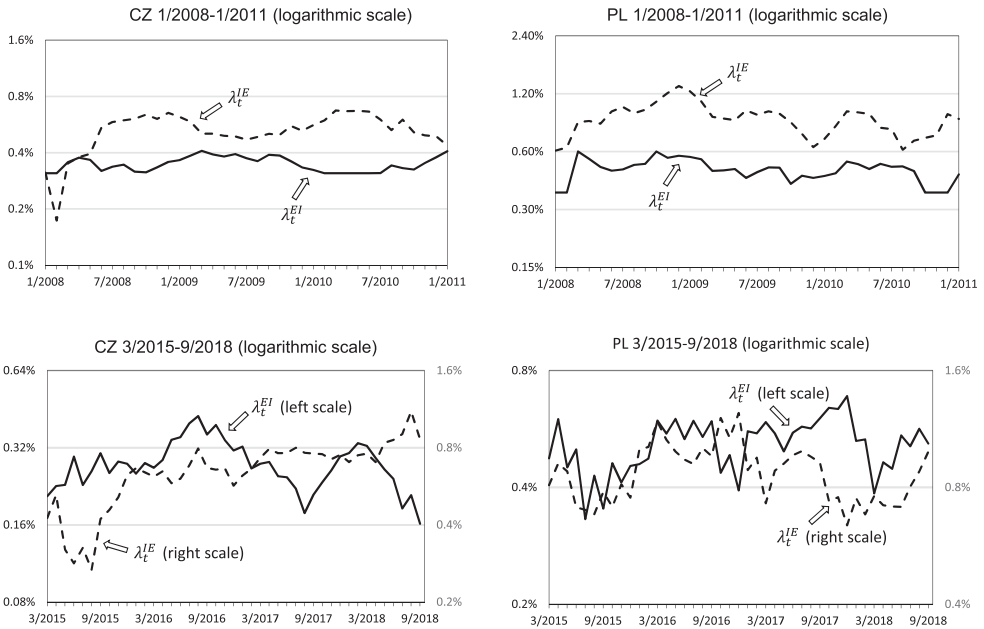 CZ 1/2008-1/2011 (logarithmic scale)
1.6%
0.8%
0.4%
0.2%
0.1%
λ_t^{IE}
λ_t^{EI}
1/2008 7/2008 1/2009 7/2009 1/2010 7/2010 1/2011
PL 1/2008-1/2011 (logarithmic scale)
2.40%
1.20%
0.60%
0.30%
0.15%
λ_t^{IE}
λ_t^{EI}
1/2008 7/2008 1/2009 7/2009 1/2010 7/2010 1/2011
CZ 3/2015-9/2018 (logarithmic scale)
0.64% 1.6%
0.32% 0.8%
0.16% 0.4%
0.08% 0.2%
λ_t^{EI} (left scale)
λ_t^{IE} (right scale)
3/2015 9/2015 3/2016 9/2016 3/2017 9/2017 3/2018 9/2018
PL 3/2015-9/2018 (logarithmic scale)
0.8% 1.6%
0.4% 0.8%
0.2% 0.4%
λ_t^{EI} (left scale)
λ_t^{IE} (right scale)
3/2015 9/2015 3/2016 9/2016 3/2017 9/2017 3/2018 9/2018